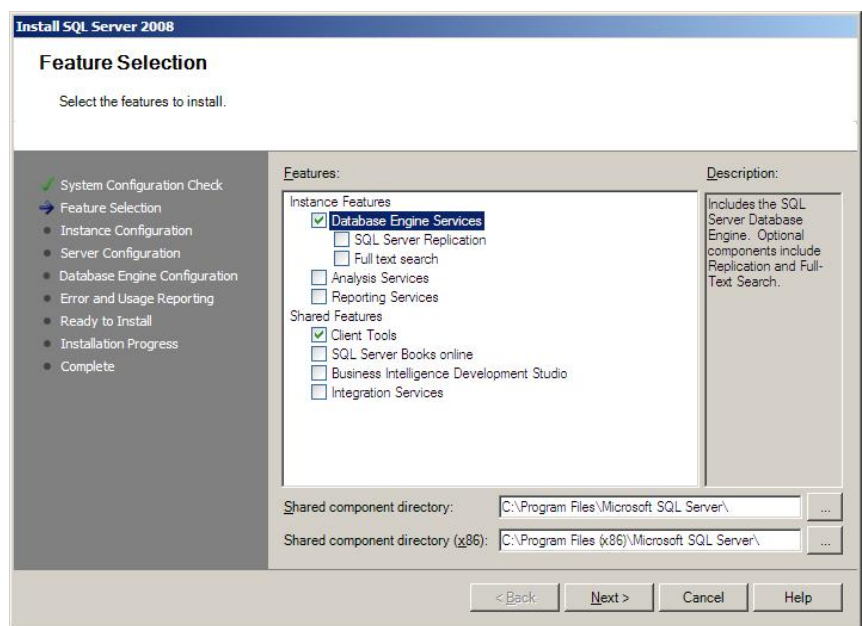 Install SQL Server 2008
Feature Selection
Select the features to install.
System Configuration Check
Feature Selection
Instance Configuration
Server Configuration
Database Engine Configuration
Error and Usage Reporting
Ready to Install
Installation Progress
Complete
Features:
Instance Features
Database Engine Services
SQL Server Replication
Full text search
Analysis Services
Reporting Services
Shared Features
Client Tools
SQL Server Books online
Business Intelligence Development Studio
Integration Services
Description:
Includes the SQL
Server Database
Engine. Optional
components include
Replication and Full-
Text Search.
Shared component directory:
C:\Program Files\Microsoft SQL Server\
...
Shared component directory (x86):
C:\Program Files (x86)\Microsoft SQL Server\
...
< Back
Next >
Cancel
Help